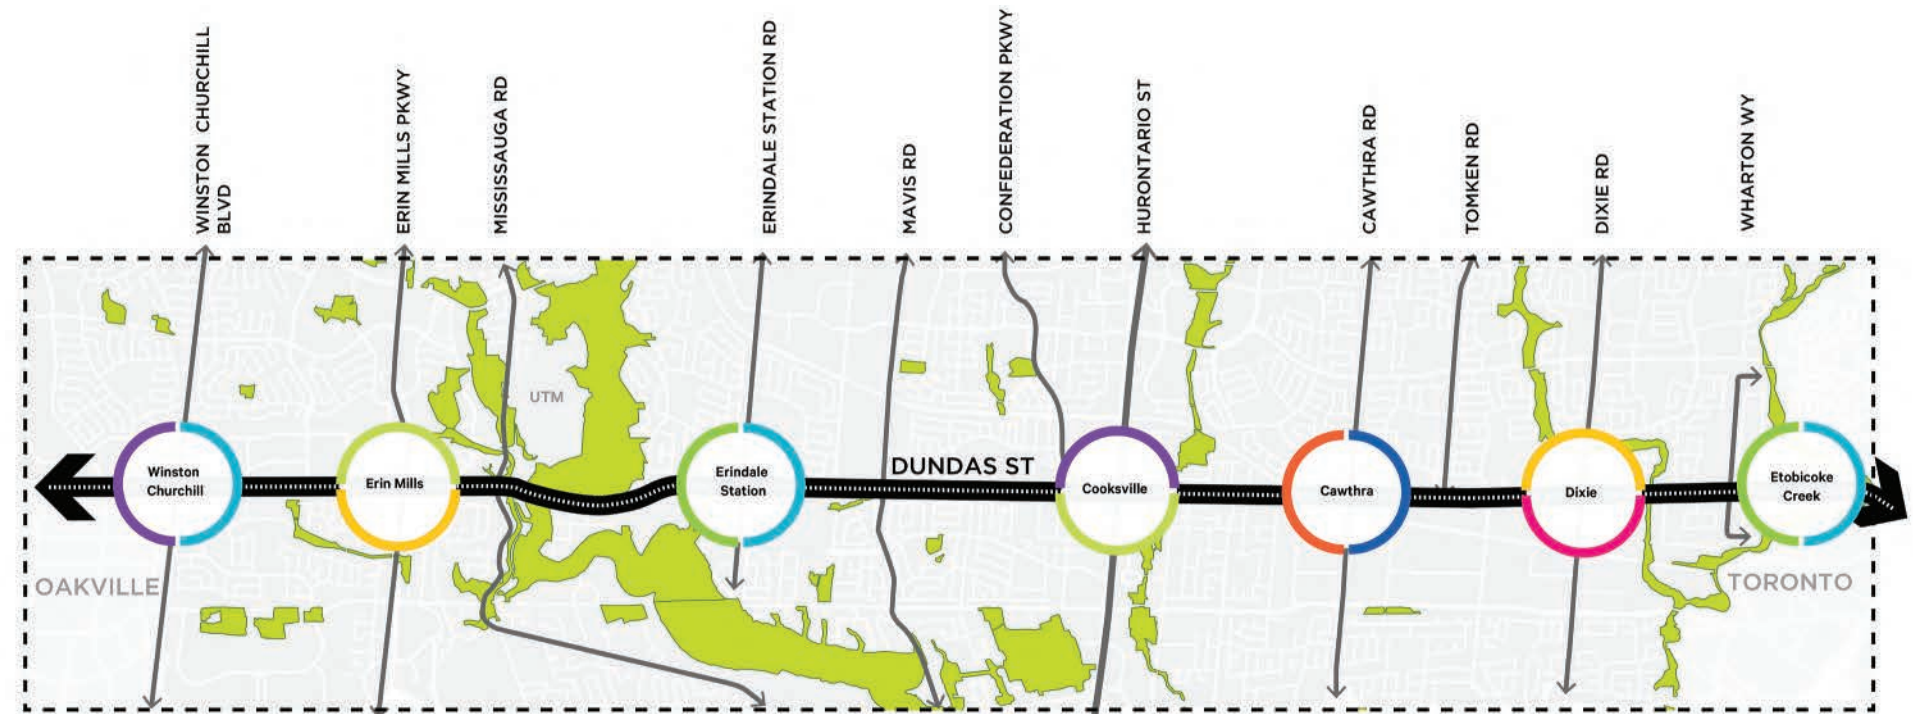 WINSTON CHURCHILL
BLVD
ERIN MILLS PKWY
MISSISSAUGA RD
ERINDALE STATION RD
MAVIS RD
CONFEDERATION PKWY
HURONTARIO ST
CAWTHRA RD
TOMKEN RD
DIXIE RD
WHARTON WY
UTM
DUNDAS ST
Winston
Churchill
Erin Mills
Erindale
Station
Cooksville
Cawthra
Dixie
Etobicoke
Creek
OAKVILLE
TORONTO